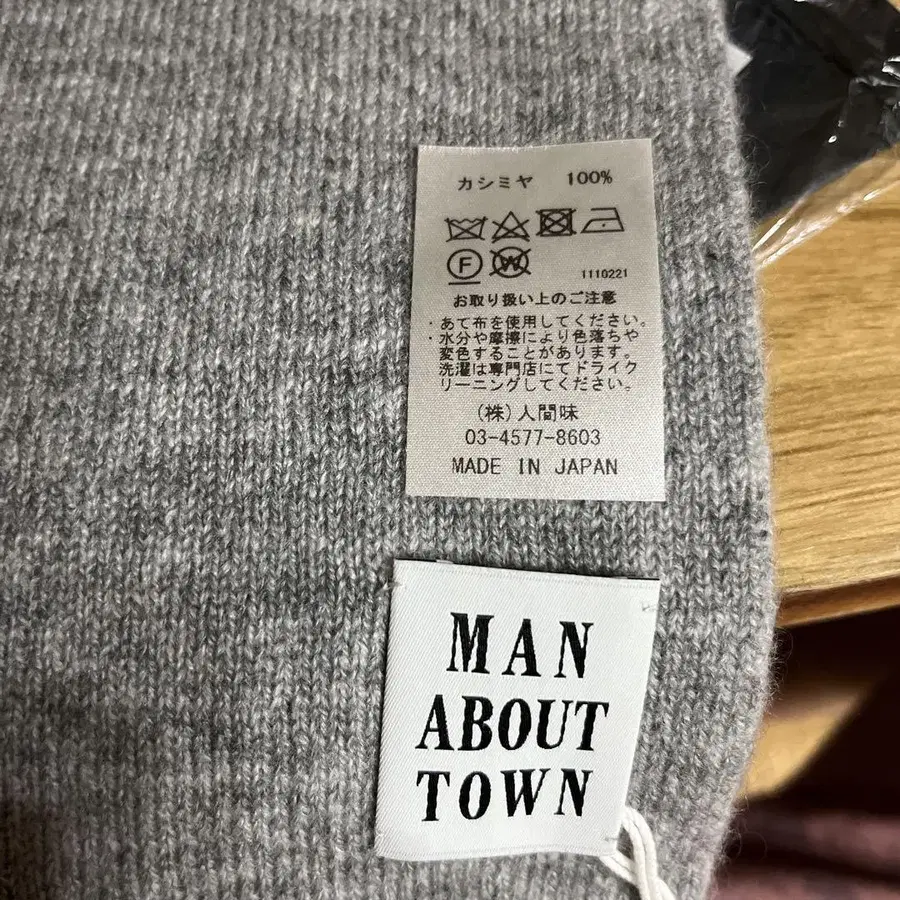 カシミヤ 100%
F W
1110221
お取り扱い上のご注意
・あて布を使用してください。
・水分や摩擦により色落ちや
変色することがあります。
洗濯は専門店にてドライク
リーニングしてください。
(株)人間味
03-4577-8603
MADE IN JAPAN
MAN
ABOUT
TOWN